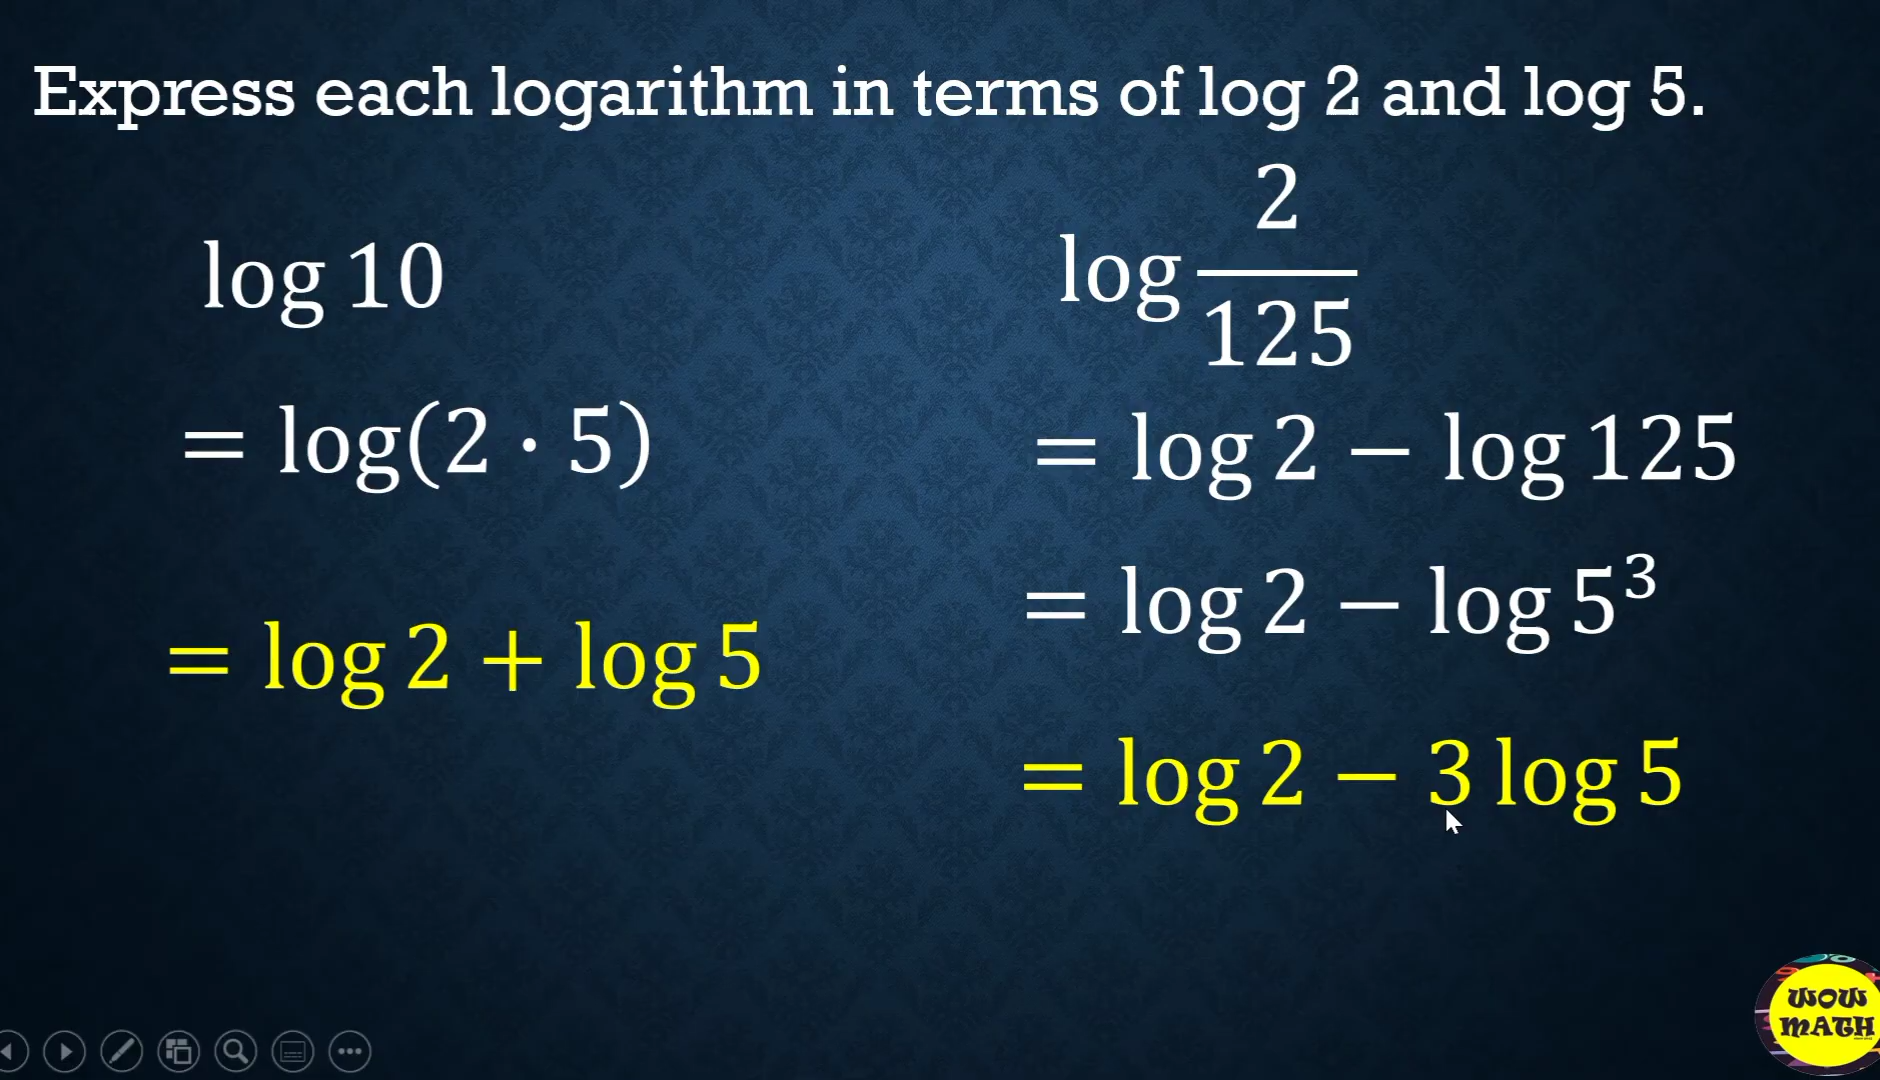 Express each logarithm in terms of log 2 and log 5.
log 10
= log(2 · 5)
= log 2 + log 5
log 2/125
= log 2 − log 125
= log 2 − log 5³
= log 2 − 3 log 5
WOW
MATH